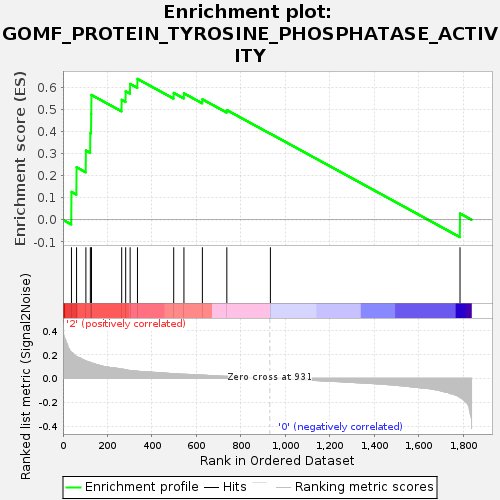 Enrichment plot:
GOMF_PROTEIN_TYROSINE_PHOSPHATASE_ACTIV
ITY
Enrichment score (ES)
0.6
0.5
0.4
0.3
0.2
0.1
0.0
-0.1
Ranked list metric (Signal2Noise)
'2' (positively correlated)
0.4
0.2
0.0
-0.2
-0.4
Zero cross at 931
'0' (negatively correlated)
0 200 400 600 800 1,000 1,200 1,400 1,600 1,800
Rank in Ordered Dataset
Enrichment profile Hits Ranking metric scores